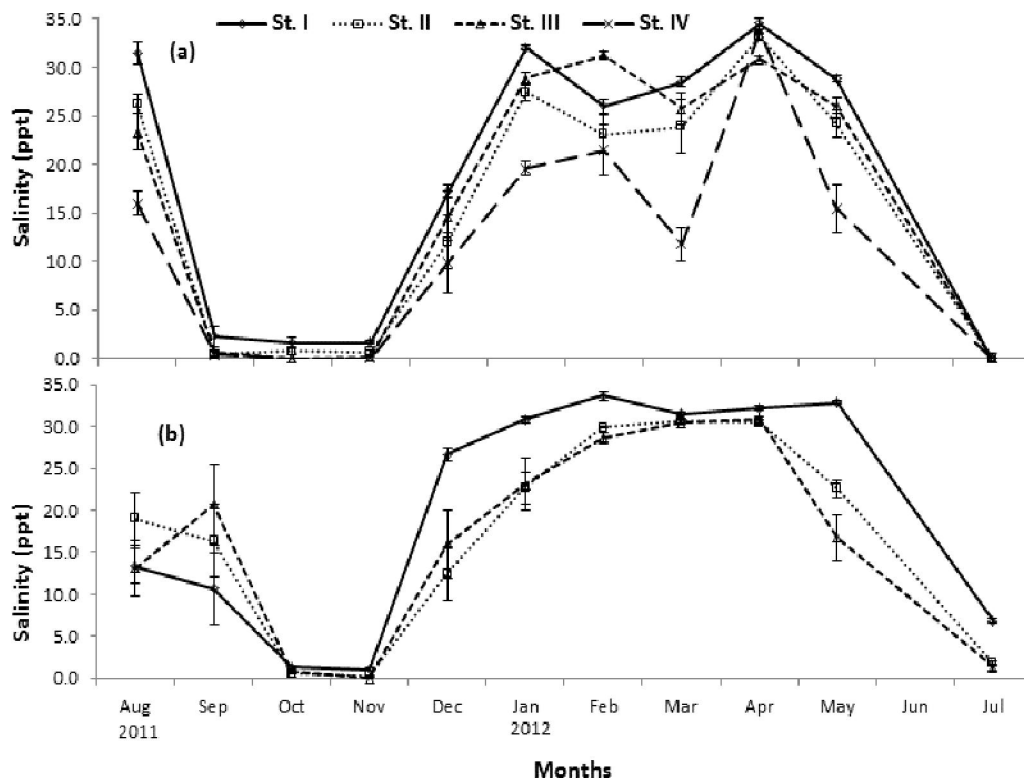 St. I St. II St. III St. IV
(a)
Salinity (ppt)
35.0
30.0
25.0
20.0
15.0
10.0
5.0
0.0
(b)
Salinity (ppt)
35.0
30.0
25.0
20.0
15.0
10.0
5.0
0.0
Aug Sep Oct Nov Dec Jan Feb Mar Apr May Jun Jul
2011 2012
Months